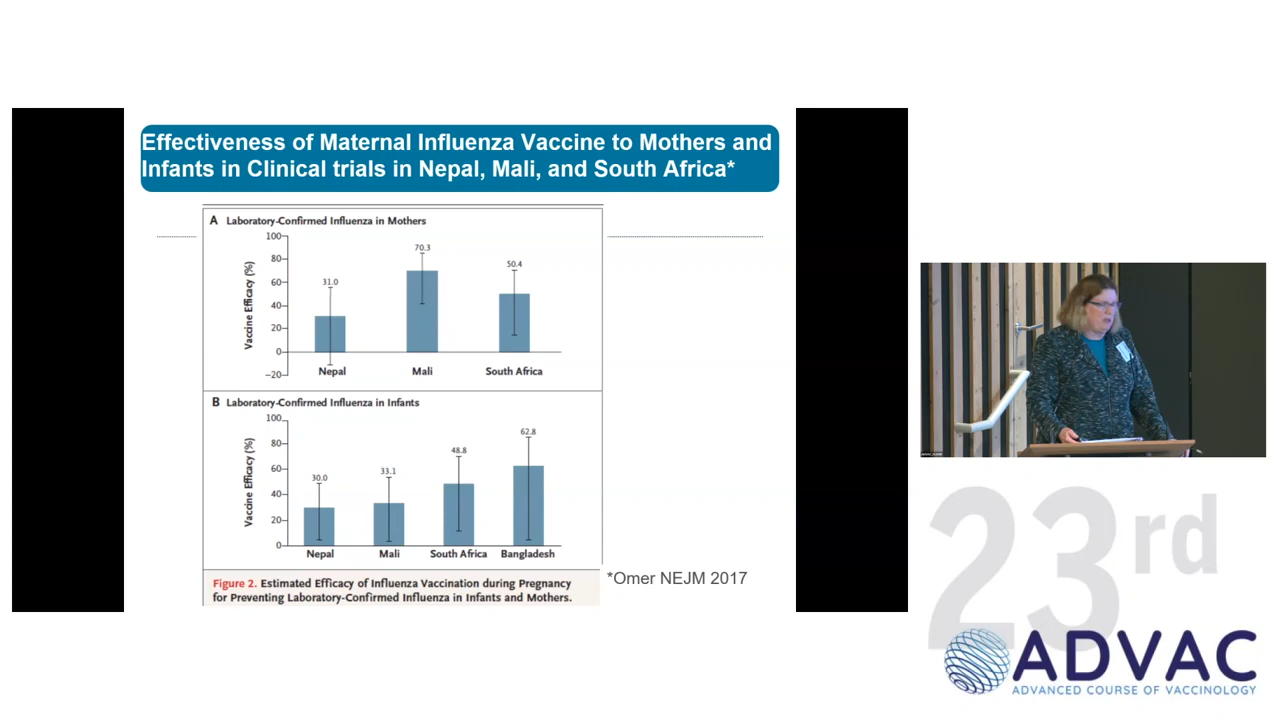 Effectiveness of Maternal Influenza Vaccine to Mothers and
Infants in Clinical trials in Nepal, Mali, and South Africa*
A Laboratory-Confirmed Influenza in Mothers
Vaccine Efficacy (%)
100
80
60
40
20
0
-20
31.0
70.3
50.4
Nepal Mali South Africa
B Laboratory-Confirmed Influenza in Infants
Vaccine Efficacy (%)
100
80
60
40
20
0
30.0
33.1
48.8
62.8
Nepal Mali South Africa Bangladesh
Figure 2. Estimated Efficacy of Influenza Vaccination during Pregnancy
for Preventing Laboratory-Confirmed Influenza in Infants and Mothers.
*Omer NEJM 2017
23rd
ADVAC
ADVANCED COURSE OF VACCINOLOGY